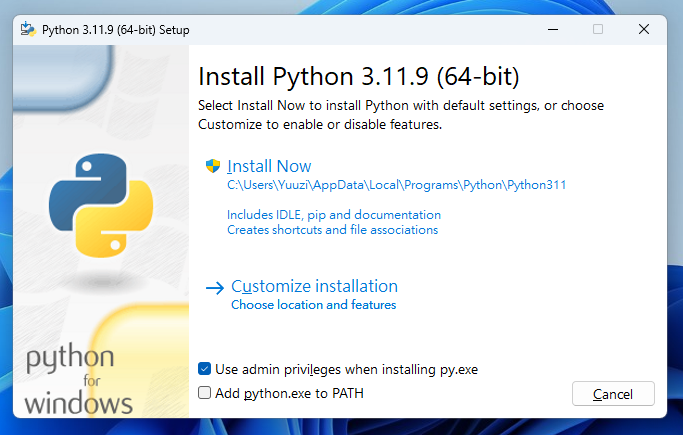 Python 3.11.9 (64-bit) Setup
Install Python 3.11.9 (64-bit)
Select Install Now to install Python with default settings, or choose
Customize to enable or disable features.
Install Now
C:\Users\Yuuzi\AppData\Local\Programs\Python\Python311
Includes IDLE, pip and documentation
Creates shortcuts and file associations
Customize installation
Choose location and features
Use admin privileges when installing py.exe
Add python.exe to PATH
Cancel
python
for
windows